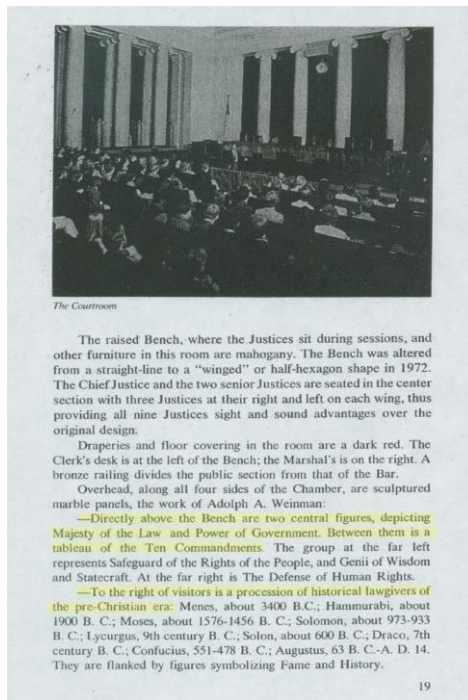 The Courtroom
The raised Bench, where the Justices sit during sessions, and
other furniture in this room are mahogany. The Bench was altered
from a straight-line to a “winged” or half-hexagon shape in 1972.
The Chief Justice and the two senior Justices are seated in the center
section with three Justices at their right and left on each wing, thus
providing all nine Justices sight and sound advantages over the
original design.
Draperies and floor covering in the room are a dark red. The
Clerk's desk is at the left of the Bench; the Marshal's is on the right. A
bronze railing divides the public section from that of the Bar.
Overhead, along all four sides of the Chamber, are sculptured
marble panels, the work of Adolph A. Weinman:
—Directly above the Bench are two central figures, depicting
Majesty of the Law and Power of Government. Between them is a
tableau of the Ten Commandments. The group at the far left
represents Safeguard of the Rights of the People, and Genii of Wisdom
and Statecraft. At the far right is The Defense of Human Rights.
—To the right of visitors is a procession of historical lawgivers of
the pre-Christian era: Menes, about 3400 B.C.; Hammurabi, about
1900 B. C.; Moses, about 1576-1456 B. C.; Solomon, about 973-933
B. C.; Lycurgus, 9th century B. C.; Solon, about 600 B. C.; Draco, 7th
century B. C.; Confucius, 551-478 B. C.; Augustus, 63 B. C.-A. D. 14.
They are flanked by figures symbolizing Fame and History.
19